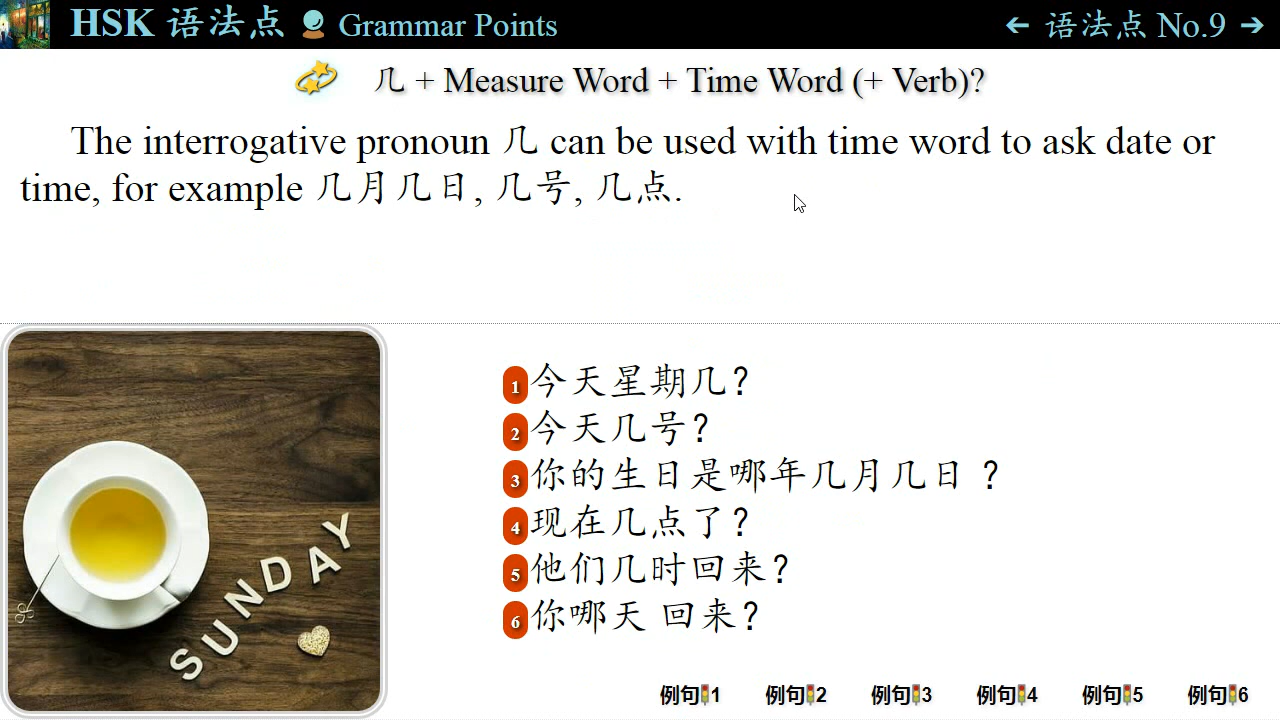 HSK 语法点 Grammar Points
← 语法点 No.9 →
几 + Measure Word + Time Word (+ Verb)?
The interrogative pronoun 几 can be used with time word to ask date or
time, for example 几月几日, 几号, 几点.
SUNDAY
1 今天星期几？
2 今天几号？
3 你的生日是哪年几月几日 ？
4 现在几点了？
5 他们几时回来？
6 你哪天 回来？
例句1 例句2 例句3 例句4 例句5 例句6